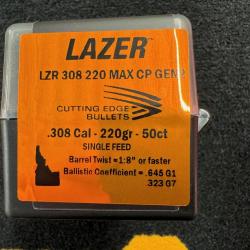 LAZER™
LZR 308 220 MAX CP GEN2
CUTTING EDGE
BULLETS
.308 Cal - 220gr - 50ct
SINGLE FEED
Barrel Twist = 1:8" or faster
Ballistic Coefficient = .645 G1
.323 G7